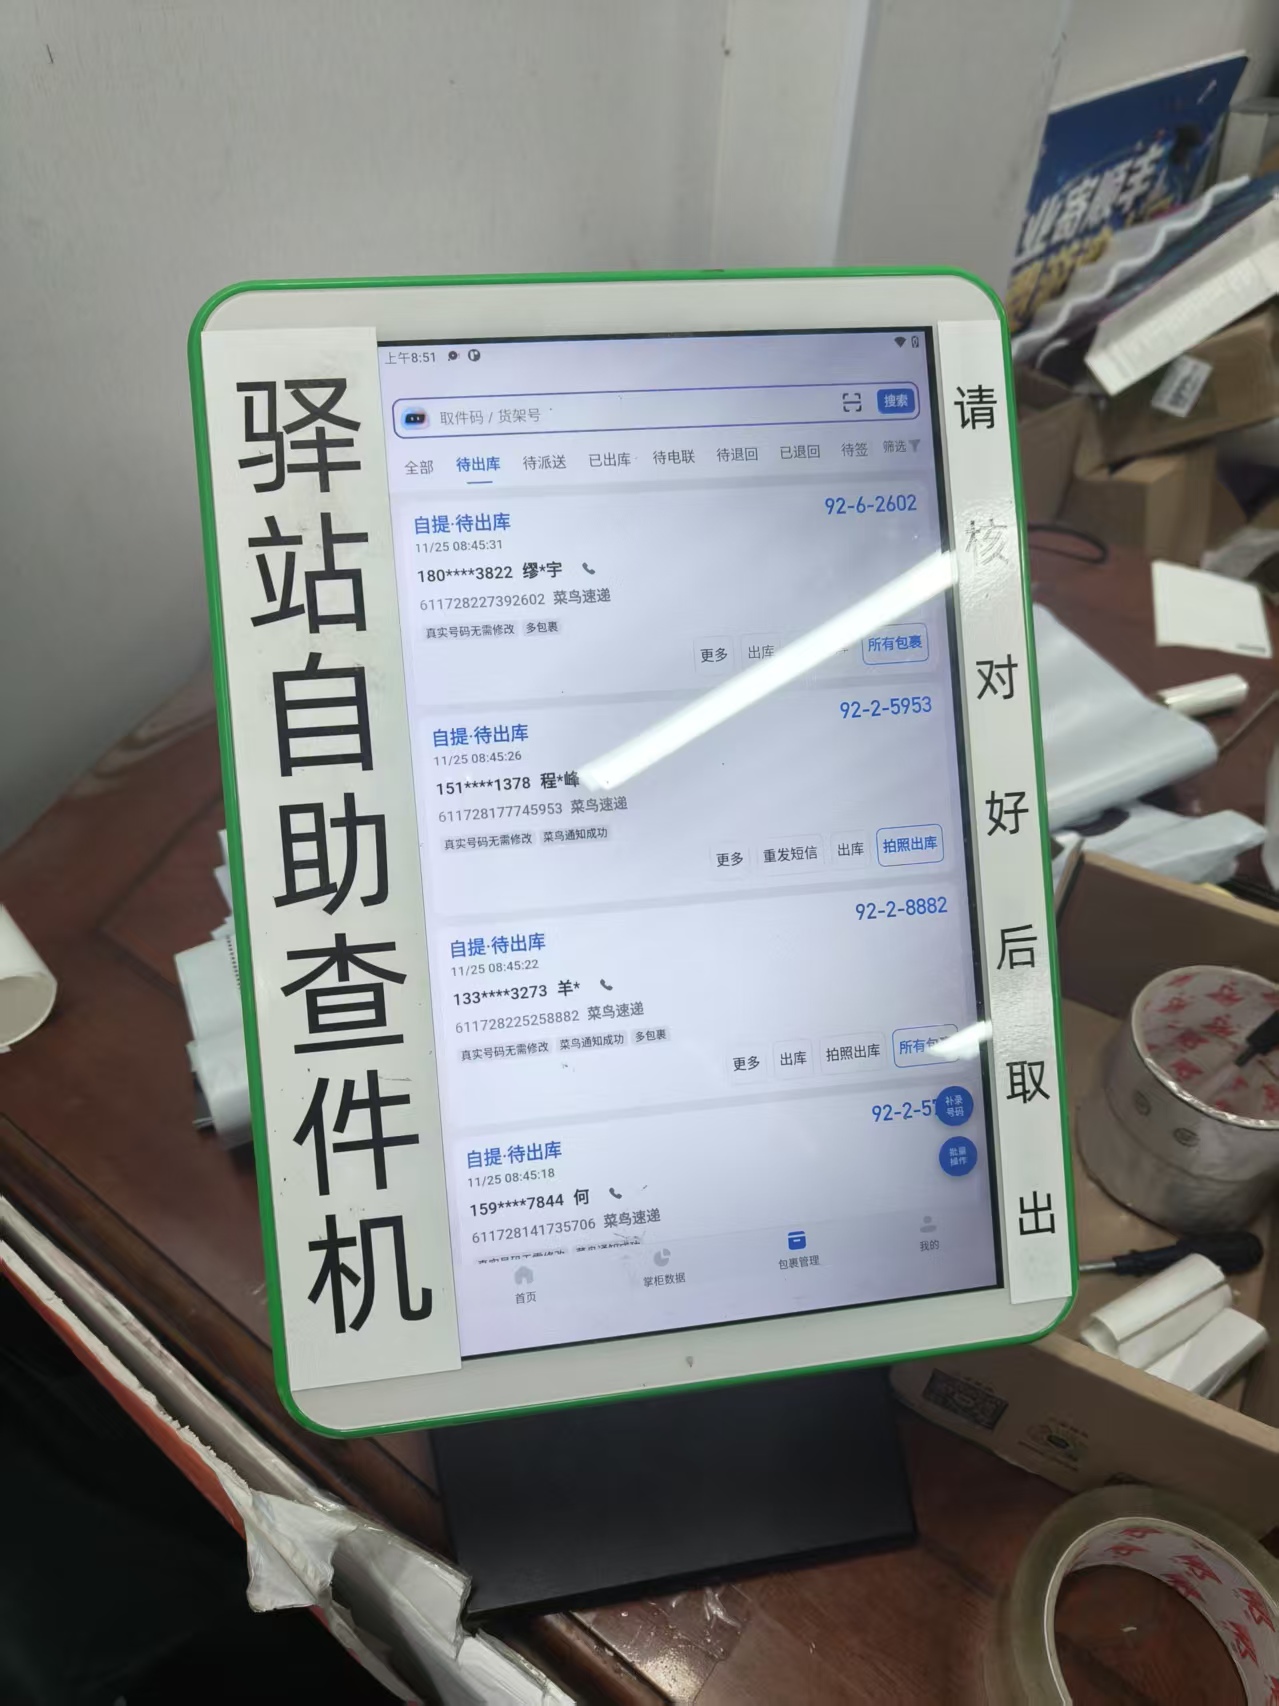 驿站自助查件机
请核对好后取出
上午8:51
取件码 / 货架号
搜索
全部 待出库 待派送 已出库 待电联 待退回 已退回 待签 筛选
自提·待出库 92-6-2602
11/25 08:45:31
180****3822 缪*宇
611728227392602 菜鸟速递
真实号码无需修改 多包裹
更多 出库 所有包裹
自提·待出库 92-2-5953
11/25 08:45:26
151****1378 程*峰
611728177745953 菜鸟速递
真实号码无需修改 菜鸟通知成功
更多 重发短信 出库 拍照出库
自提·待出库 92-2-8882
11/25 08:45:22
133****3273 羊*
611728225258882 菜鸟速递
真实号码无需修改 菜鸟通知成功 多包裹
更多 出库 拍照出库 所有包
自提·待出库 92-2-57
11/25 08:45:18
159****7844 何
611728141735706 菜鸟速递
补录号码
批量操作
首页 掌柜数据 包裹管理 我的
业寄顺丰